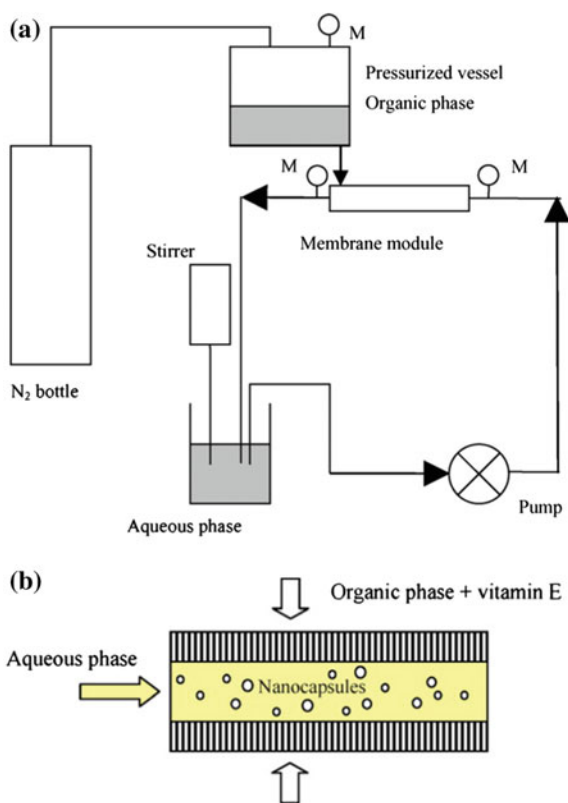 (a)
M
Pressurized vessel
Organic phase
M
M
Membrane module
Stirrer
N₂ bottle
Pump
Aqueous phase
(b)
Organic phase + vitamin E
Aqueous phase
Nanocapsules